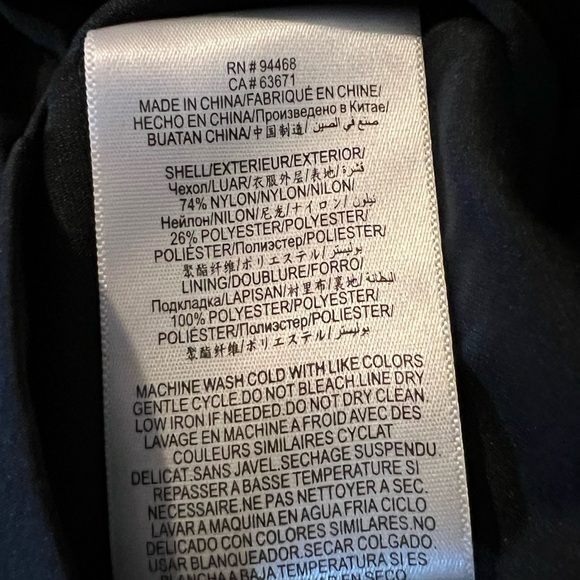 RN # 94468
CA # 63671
MADE IN CHINA/FABRIQUÉ EN CHINE/
HECHO EN CHINA/Произведено в Китае/
BUATAN CHINA/中国制造/ صنع في الصين
SHELL/EXTERIEUR/EXTERIOR/
Чехол/LUAR/衣服外层/表地/ قشرة
74% NYLON/NYLON/NILON/
Нейлон/NILON/尼龙/ナイロン/ نيلون
26% POLYESTER/POLYESTER/
POLIÉSTER/Полиэстер/POLIESTER/
聚酯纤维/ポリエステル/ بوليستر
LINING/DOUBLURE/FORRO/
Подкладка/LAPISAN/衬里布/裏地/ البطانة
100% POLYESTER/POLYESTER/
POLIÉSTER/Полиэстер/POLIESTER/
聚酯纤维/ポリエステル/ بوليستر
MACHINE WASH COLD WITH LIKE COLORS
GENTLE CYCLE.DO NOT BLEACH.LINE DRY
LOW IRON.IF NEEDED.DO NOT DRY CLEAN
LAVAGE EN MACHINE A FROID AVEC DES
COULEURS SIMILAIRES CYCLAT
DELICAT.SANS JAVEL.SECHAGE SUSPENDU.
REPASSER A BASSE TEMPERATURE SI
NECESSAIRE.NE PAS NETTOYER A SEC.
LAVAR A MAQUINA EN AGUA FRIA CICLO
DELICADO CON COLORES SIMILARES.NO
USAR BLANQUEADOR.SECAR COLGADO.
PLANCHA A BAJA TEMPERATURA SI ES
EN SECO